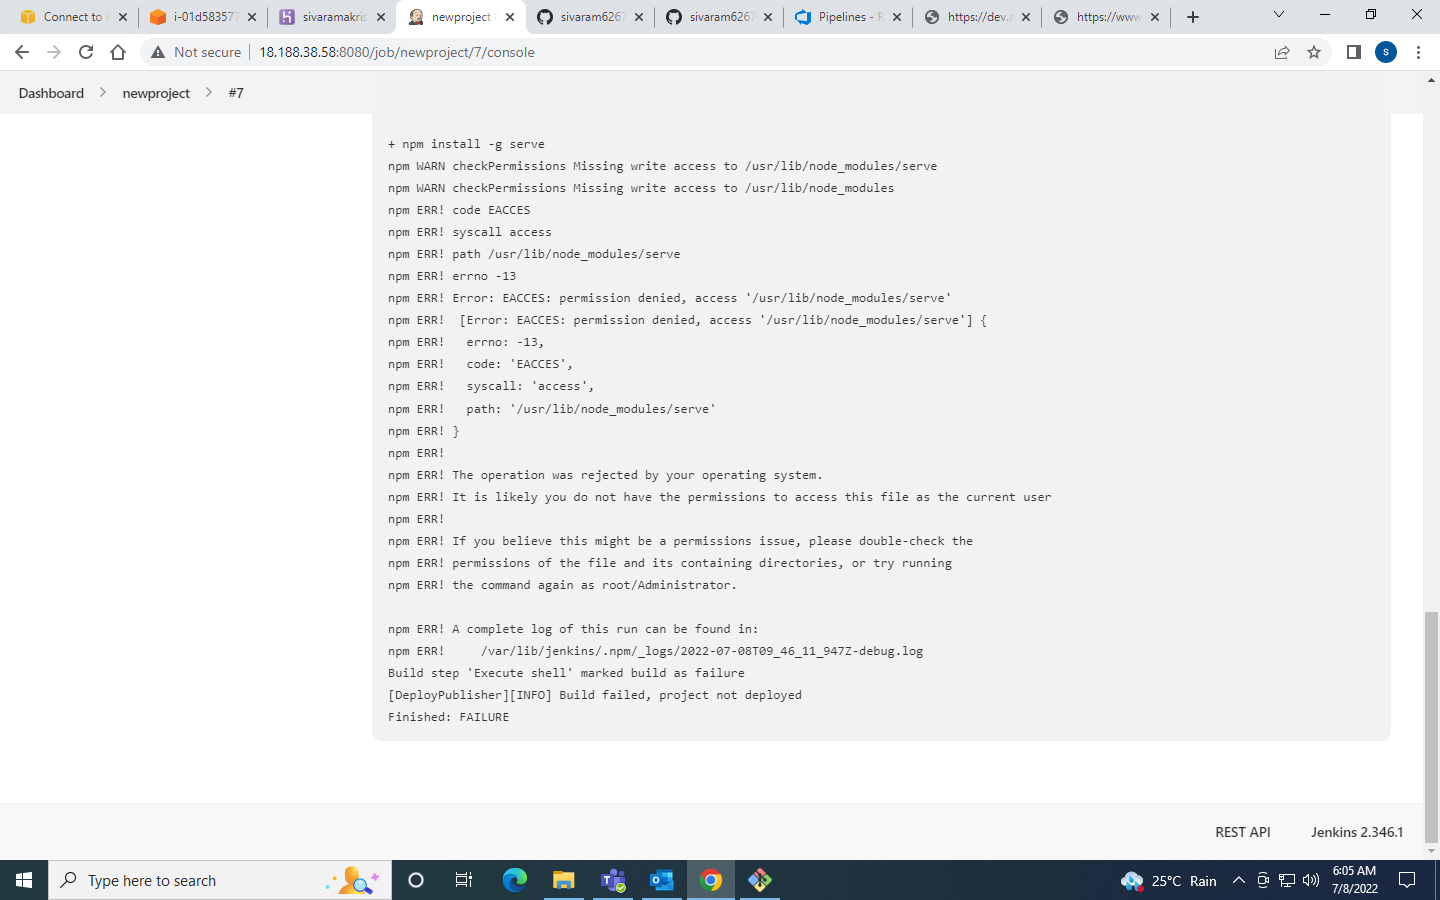 Connect to i
i-01d583577
sivaramakris
newproject
sivaram6267
sivaram6267
Pipelines - R
https://dev.a
https://www
Not secure
18.188.38.58:8080/job/newproject/7/console
s
Dashboard
newproject
#7
+ npm install -g serve
npm WARN checkPermissions Missing write access to /usr/lib/node_modules/serve
npm WARN checkPermissions Missing write access to /usr/lib/node_modules
npm ERR! code EACCES
npm ERR! syscall access
npm ERR! path /usr/lib/node_modules/serve
npm ERR! errno -13
npm ERR! Error: EACCES: permission denied, access '/usr/lib/node_modules/serve'
npm ERR!  [Error: EACCES: permission denied, access '/usr/lib/node_modules/serve'] {
npm ERR!   errno: -13,
npm ERR!   code: 'EACCES',
npm ERR!   syscall: 'access',
npm ERR!   path: '/usr/lib/node_modules/serve'
npm ERR! }
npm ERR!
npm ERR! The operation was rejected by your operating system.
npm ERR! It is likely you do not have the permissions to access this file as the current user
npm ERR!
npm ERR! If you believe this might be a permissions issue, please double-check the
npm ERR! permissions of the file and its containing directories, or try running
npm ERR! the command again as root/Administrator.
npm ERR! A complete log of this run can be found in:
npm ERR!     /var/lib/jenkins/.npm/_logs/2022-07-08T09_46_11_947Z-debug.log
Build step 'Execute shell' marked build as failure
[DeployPublisher][INFO] Build failed, project not deployed
Finished: FAILURE
REST API
Jenkins 2.346.1
Type here to search
25°C Rain
6:05 AM
7/8/2022